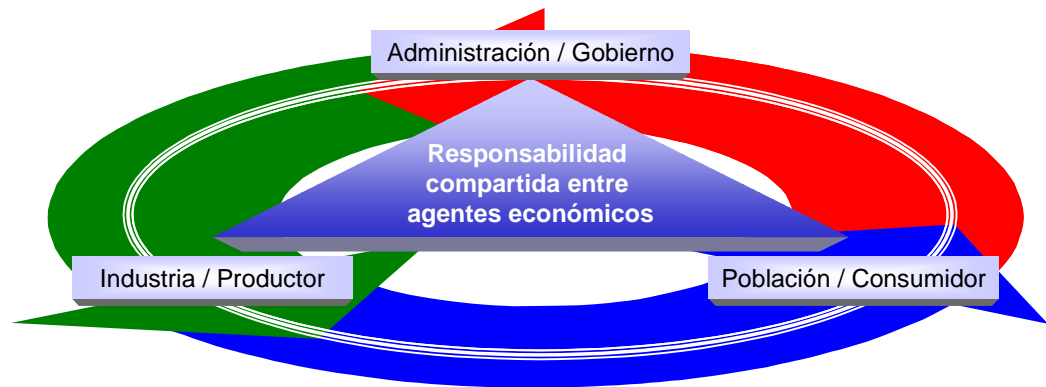 Administración / Gobierno
Responsabilidad
compartida entre
agentes económicos
Industria / Productor
Población / Consumidor